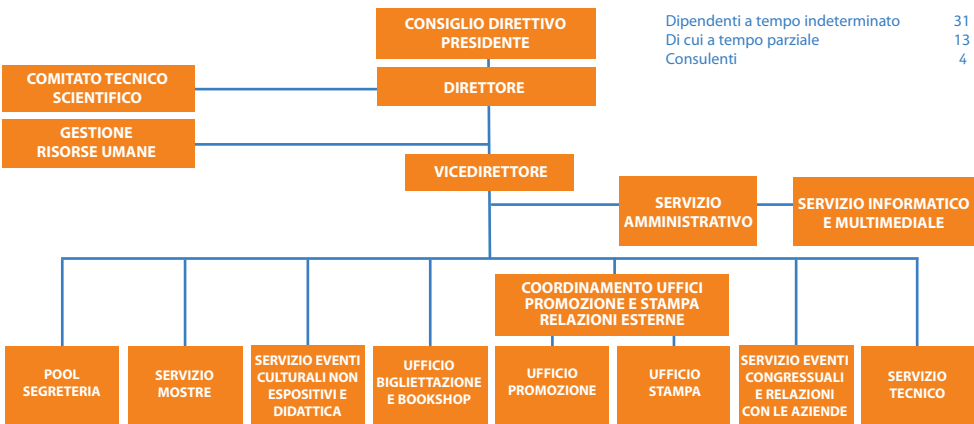 CONSIGLIO DIRETTIVO
PRESIDENTE
Dipendenti a tempo indeterminato 31
Di cui a tempo parziale 13
Consulenti 4
COMITATO TECNICO
SCIENTIFICO
DIRETTORE
GESTIONE
RISORSE UMANE
VICEDIRETTORE
SERVIZIO
AMMINISTRATIVO
SERVIZIO INFORMATICO
E MULTIMEDIALE
COORDINAMENTO UFFICI
PROMOZIONE E STAMPA
RELAZIONI ESTERNE
POOL
SEGRETERIA
SERVIZIO
MOSTRE
SERVIZIO EVENTI
CULTURALI NON
ESPOSITIVI E
DIDATTICA
UFFICIO
BIGLIETTAZIONE
E BOOKSHOP
UFFICIO
PROMOZIONE
UFFICIO
STAMPA
SERVIZIO EVENTI
CONGRESSUALI
E RELAZIONI
CON LE AZIENDE
SERVIZIO
TECNICO